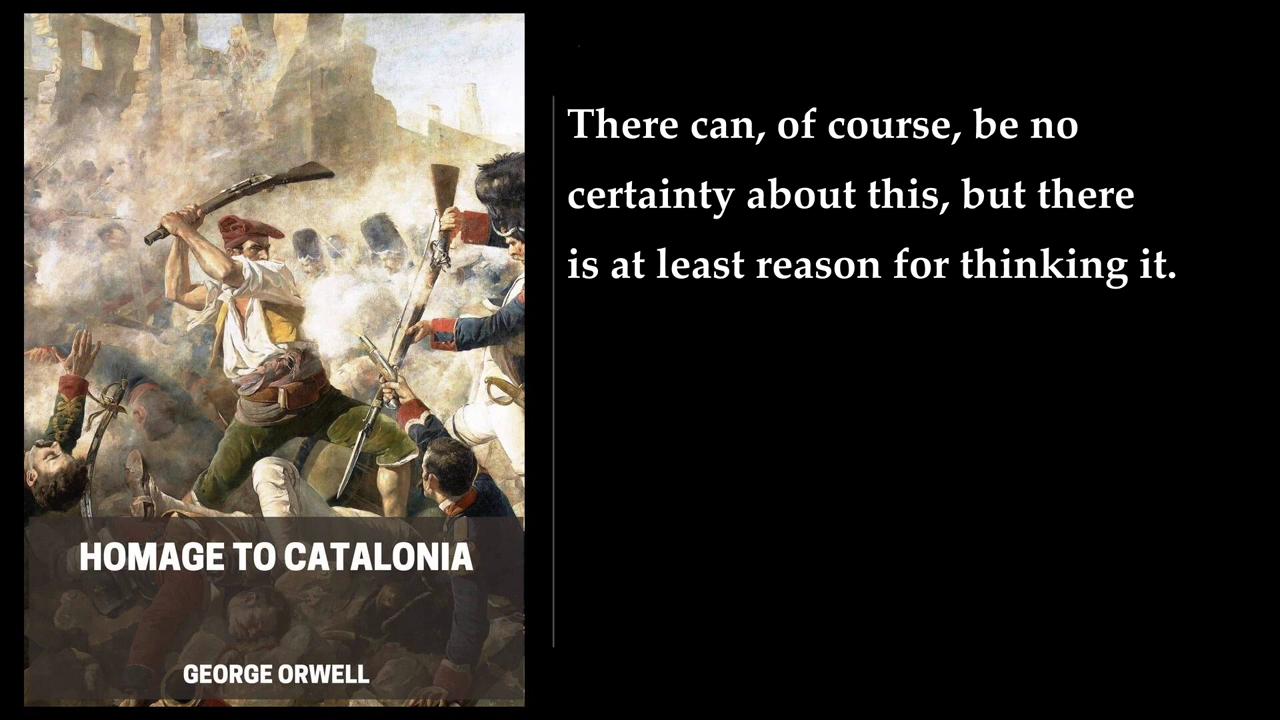 HOMAGE TO CATALONIA
GEORGE ORWELL
There can, of course, be no
certainty about this, but there
is at least reason for thinking it.